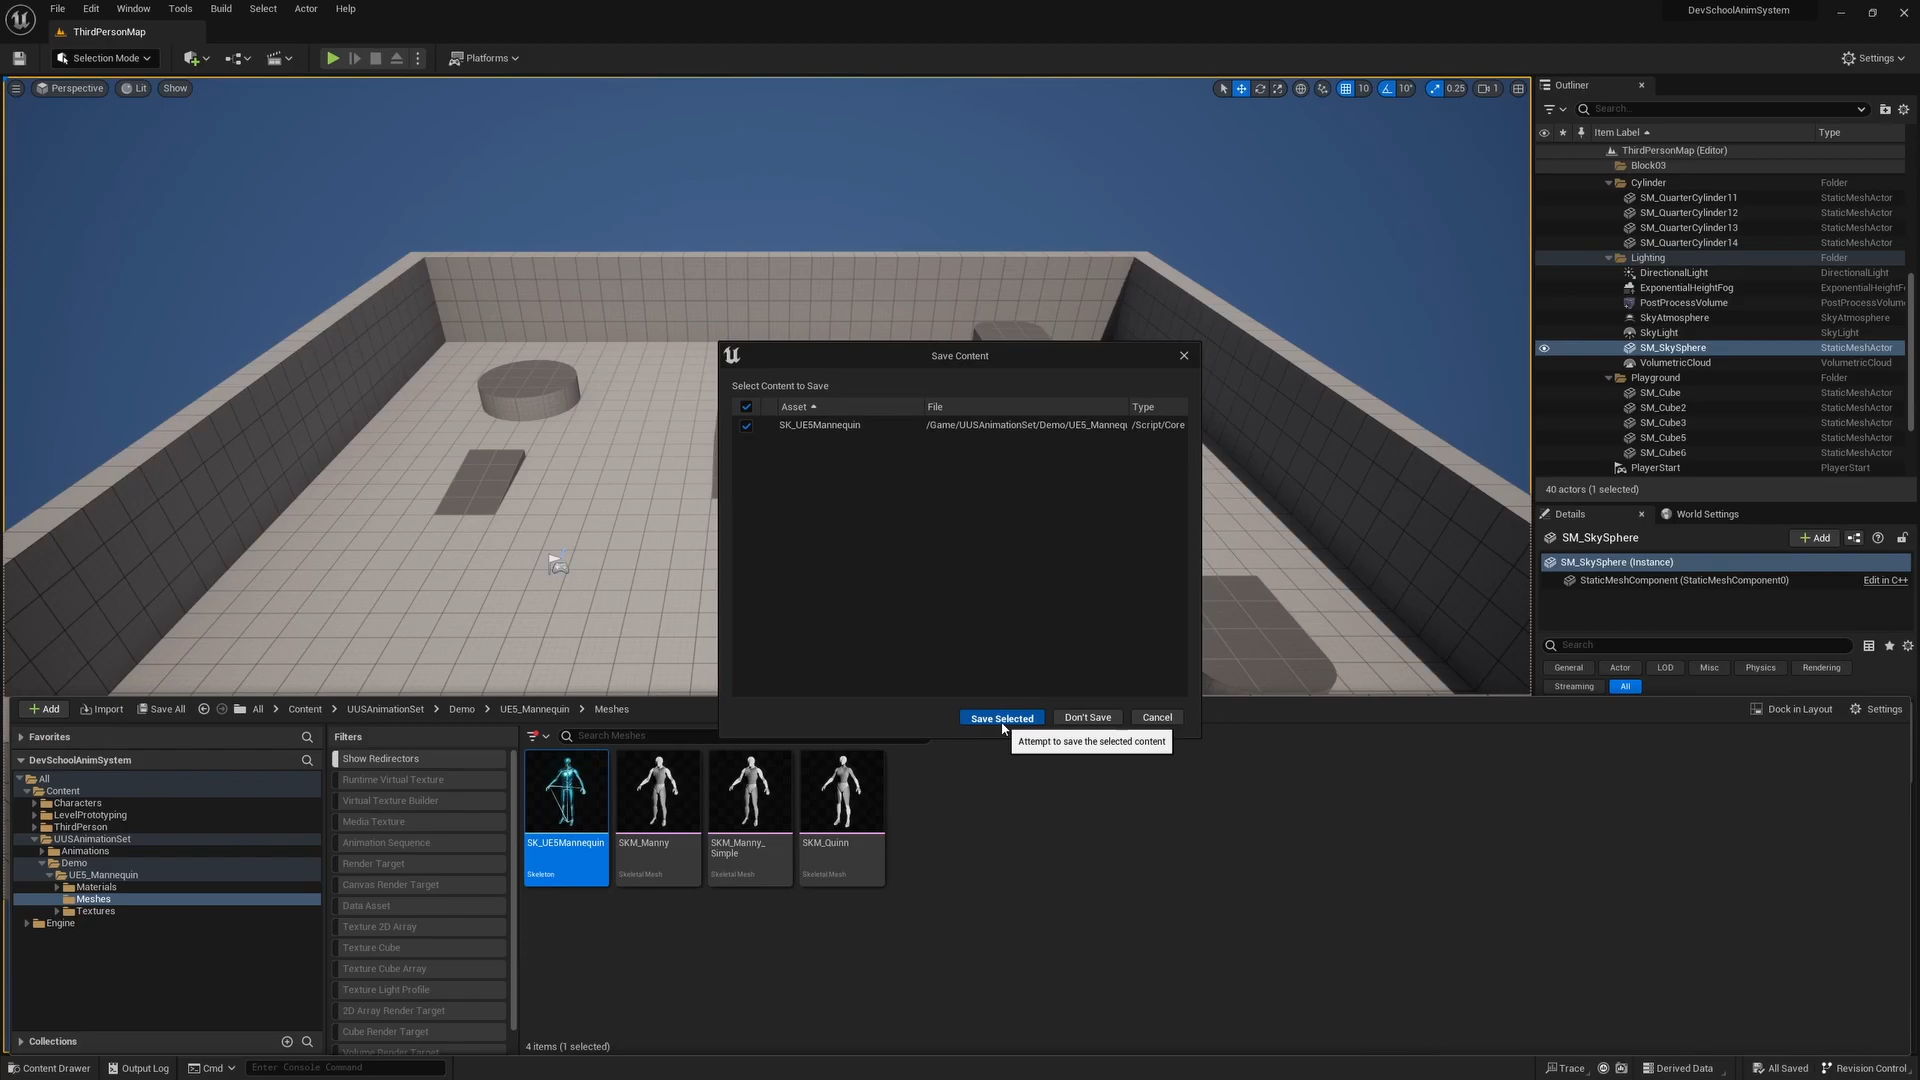 File Edit Window Tools Build Select Actor Help
DevSchoolAnimSystem
ThirdPersonMap
Selection Mode
Platforms
Settings
Perspective Lit Show
10 10° 0.25 1
Outliner
Search...
Item Label Type
ThirdPersonMap (Editor)
Block03
Cylinder Folder
SM_QuarterCylinder11 StaticMeshActor
SM_QuarterCylinder12 StaticMeshActor
SM_QuarterCylinder13 StaticMeshActor
SM_QuarterCylinder14 StaticMeshActor
Lighting Folder
DirectionalLight DirectionalLight
ExponentialHeightFog ExponentialHeightF
PostProcessVolume PostProcessVolum
SkyAtmosphere SkyAtmosphere
SkyLight SkyLight
SM_SkySphere StaticMeshActor
VolumetricCloud VolumetricCloud
Playground Folder
SM_Cube StaticMeshActor
SM_Cube2 StaticMeshActor
SM_Cube3 StaticMeshActor
SM_Cube5 StaticMeshActor
SM_Cube6 StaticMeshActor
PlayerStart PlayerStart
40 actors (1 selected)
Details World Settings
SM_SkySphere + Add
SM_SkySphere (Instance)
StaticMeshComponent (StaticMeshComponent0) Edit in C++
Search
General Actor LOD Misc Physics Rendering
Streaming All
Save Content
Select Content to Save
Asset File Type
SK_UE5Mannequin /Game/UUSAnimationSet/Demo/UE5_Mannequ /Script/Core
Save Selected Don't Save Cancel
Attempt to save the selected content
+ Add Import Save All All Content UUSAnimationSet Demo UE5_Mannequin Meshes
Dock in Layout Settings
Favorites
DevSchoolAnimSystem
All
Content
Characters
LevelPrototyping
ThirdPerson
UUSAnimationSet
Animations
Demo
UE5_Mannequin
Materials
Meshes
Textures
Engine
Collections
Filters
Show Redirectors
Runtime Virtual Texture
Virtual Texture Builder
Media Texture
Animation Sequence
Render Target
Canvas Render Target
Data Asset
Texture 2D Array
Texture Cube
Texture Cube Array
Texture Light Profile
2D Array Render Target
Cube Render Target
Volume Render Target
Search Meshes
SK_UE5Mannequin
Skeleton
SKM_Manny
Skeletal Mesh
SKM_Manny_
Simple
Skeletal Mesh
SKM_Quinn
Skeletal Mesh
4 items (1 selected)
Content Drawer Output Log Cmd Enter Console Command
Trace Derived Data All Saved Revision Control